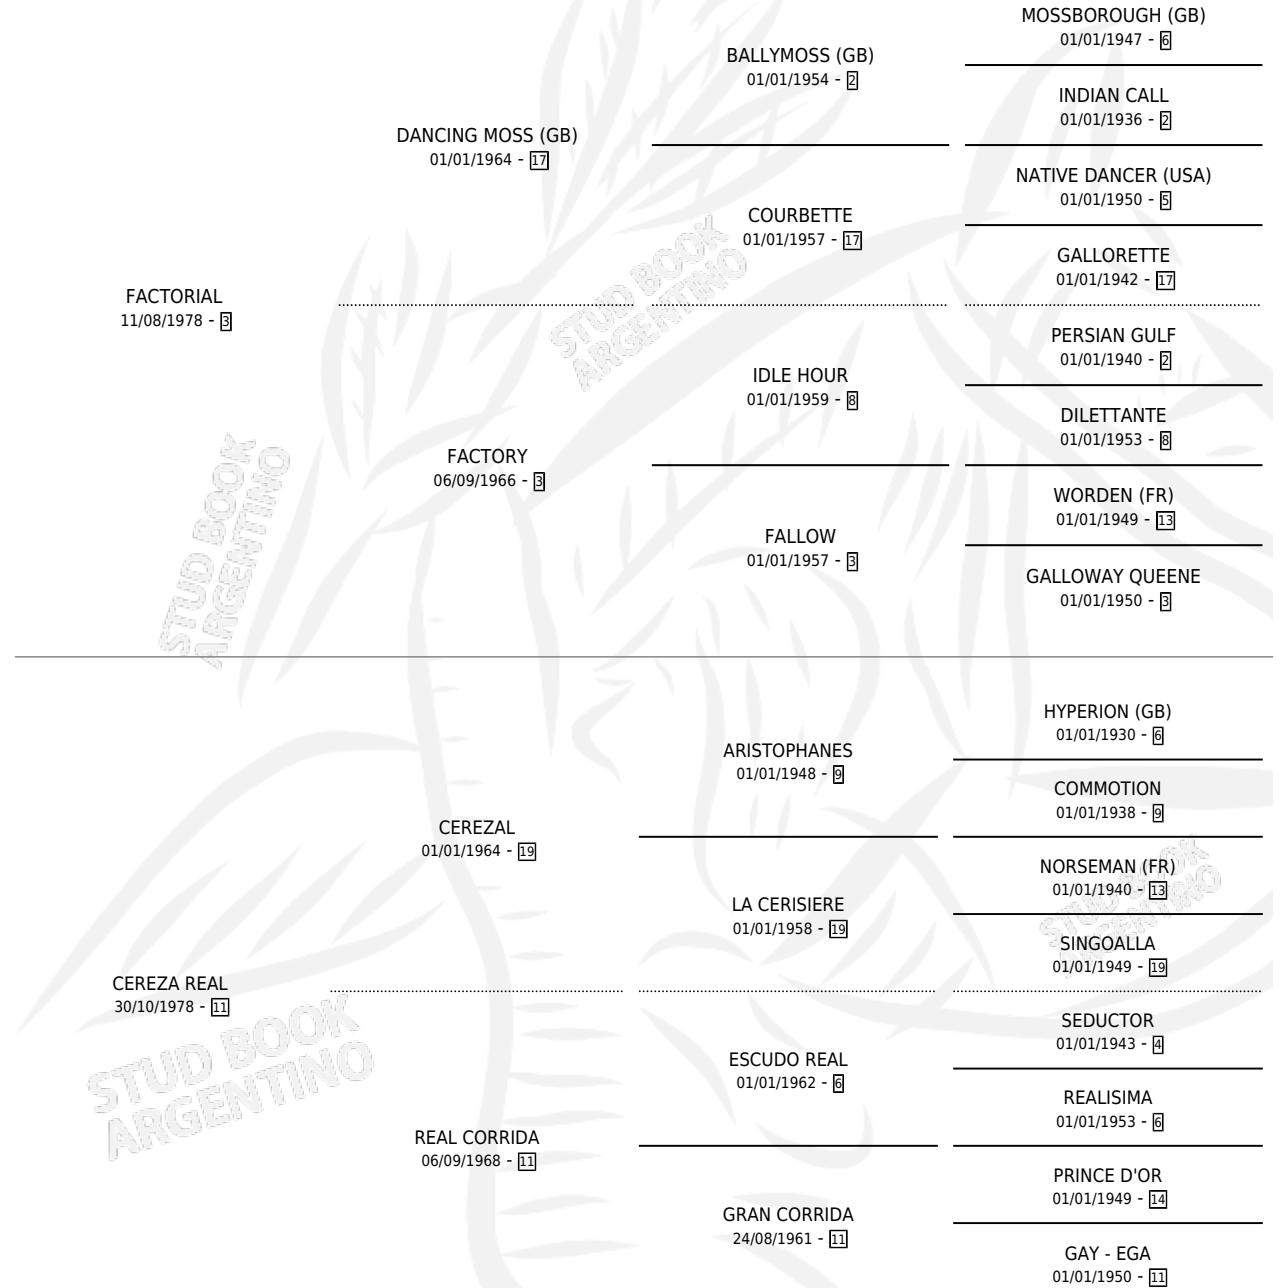 MOSSBOROUGH (GB)
01/01/1947 - 6
BALLYMOSS (GB)
01/01/1954 - 2
INDIAN CALL
01/01/1936 - 2
DANCING MOSS (GB)
01/01/1964 - 17
NATIVE DANCER (USA)
01/01/1950 - 5
COURBETTE
01/01/1957 - 17
GALLORETTE
01/01/1942 - 17
FACTORIAL
11/08/1978 - 3
PERSIAN GULF
01/01/1940 - 2
IDLE HOUR
01/01/1959 - 8
DILETTANTE
01/01/1953 - 8
FACTORY
06/09/1966 - 3
WORDEN (FR)
01/01/1949 - 13
FALLOW
01/01/1957 - 3
GALLOWAY QUEENE
01/01/1950 - 3
HYPERION (GB)
01/01/1930 - 6
ARISTOPHANES
01/01/1948 - 9
COMMOTION
01/01/1938 - 9
CEREZAL
01/01/1964 - 19
NORSEMAN (FR)
01/01/1940 - 13
LA CERISIERE
01/01/1958 - 19
SINGOALLA
01/01/1949 - 19
CEREZA REAL
30/10/1978 - 11
SEDUCTOR
01/01/1943 - 4
ESCUDO REAL
01/01/1962 - 6
REALISIMA
01/01/1953 - 6
REAL CORRIDA
06/09/1968 - 11
PRINCE D'OR
01/01/1949 - 14
GRAN CORRIDA
24/08/1961 - 11
GAY - EGA
01/01/1950 - 11
STUD BOOK
ARGENTINO
STUD BOOK
ARGENTINO
STUD BOOK
ARGENTINO
STUD BOOK
ARGENTINO